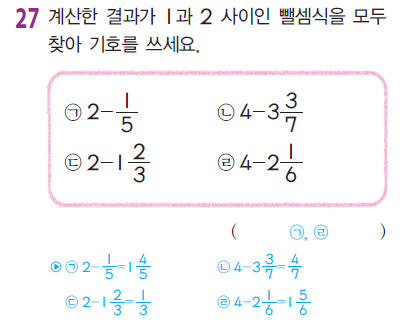 27 계산한 결과가 1과 2 사이인 뺄셈식을 모두
찾아 기호를 쓰세요.
㉠ 2-1/5 ㉡ 4-3 3/7
㉢ 2-1 2/3 ㉣ 4-2 1/6
( ㉠, ㉣ )
▶ ㉠ 2-1/5=1 4/5 ㉡ 4-3 3/7=4/7
㉢ 2-1 2/3=1/3 ㉣ 4-2 1/6=1 5/6